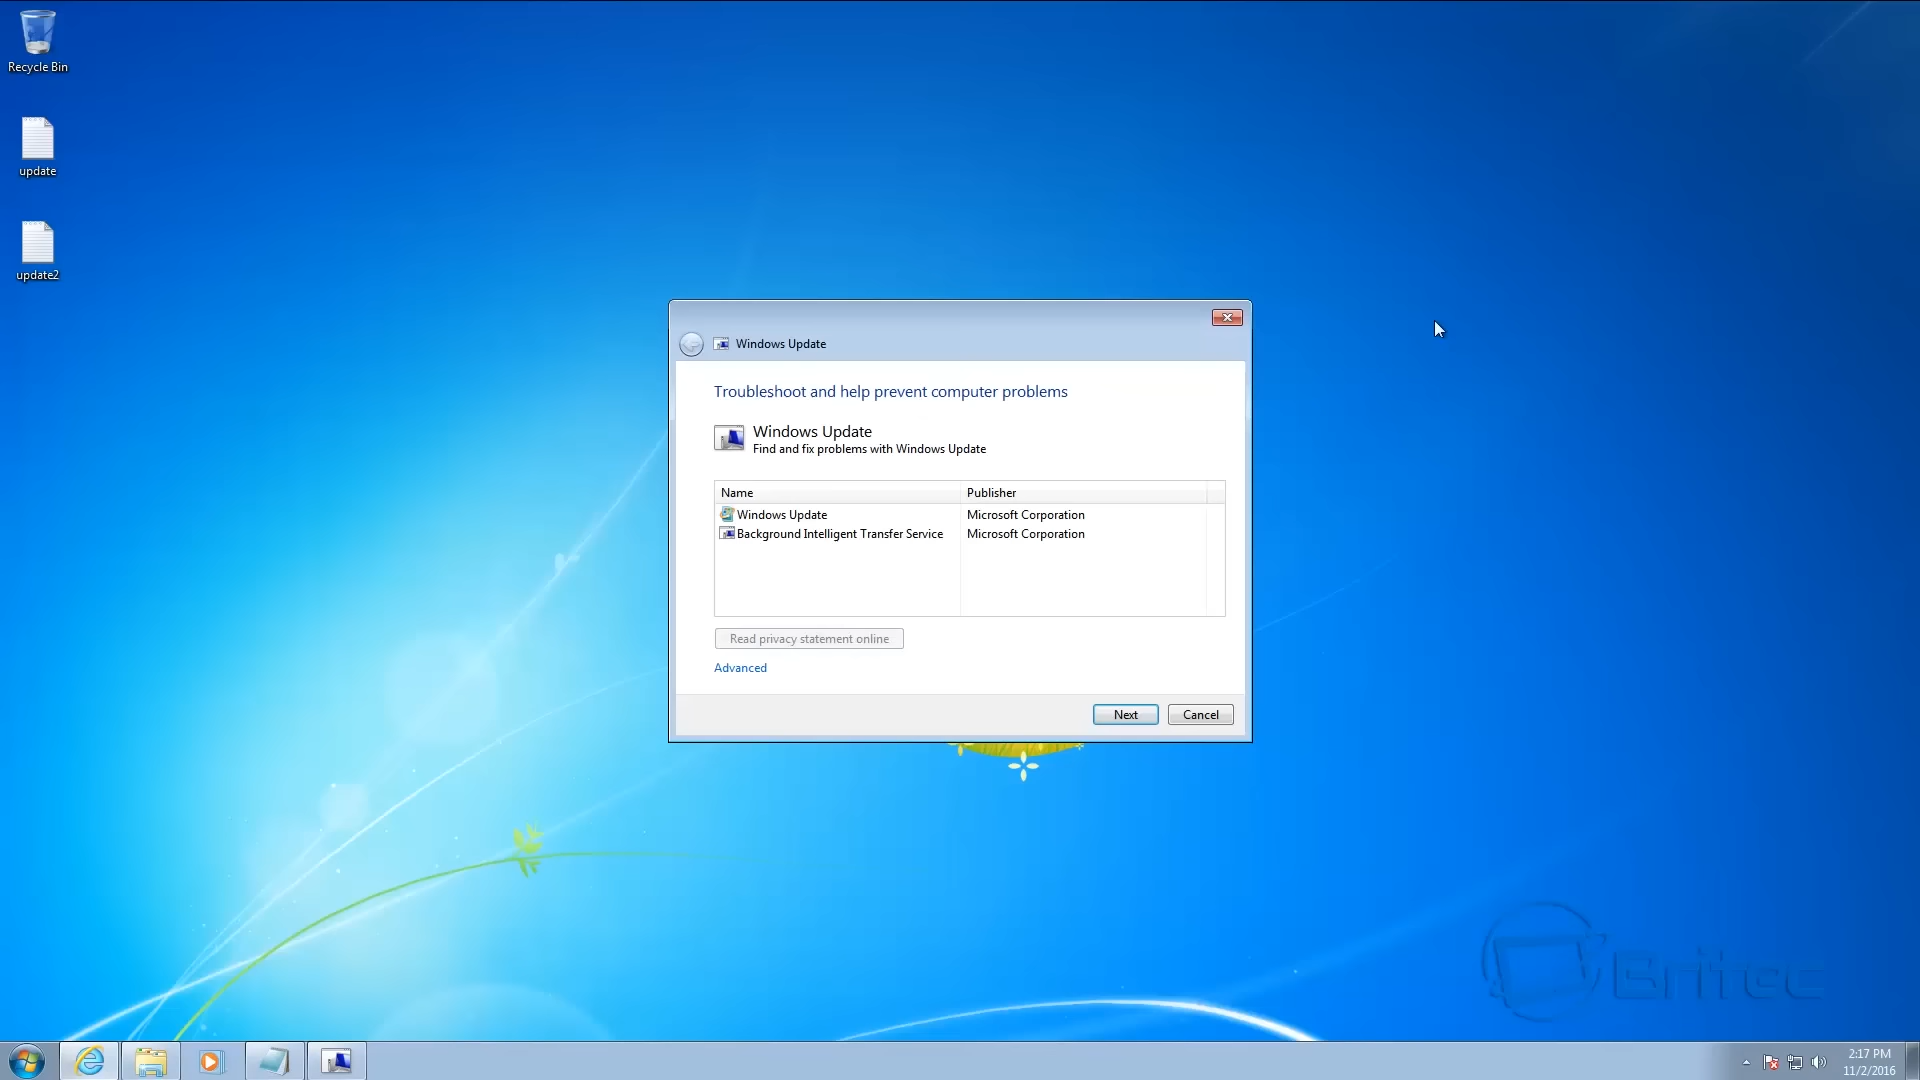 Recycle Bin
update
update2
Windows Update
Troubleshoot and help prevent computer problems
Windows Update
Find and fix problems with Windows Update
Name Publisher
Windows Update Microsoft Corporation
Background Intelligent Transfer Service Microsoft Corporation
Read privacy statement online
Advanced
Next Cancel
Britec
2:17 PM
11/2/2016